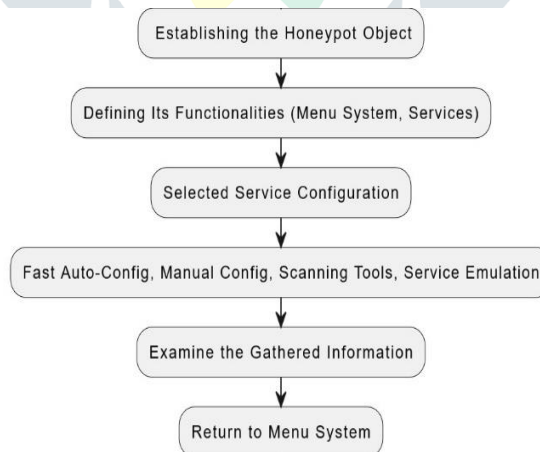 Establishing the Honeypot Object
Defining Its Functionalities (Menu System, Services)
Selected Service Configuration
Fast Auto-Config, Manual Config, Scanning Tools, Service Emulation
Examine the Gathered Information
Return to Menu System